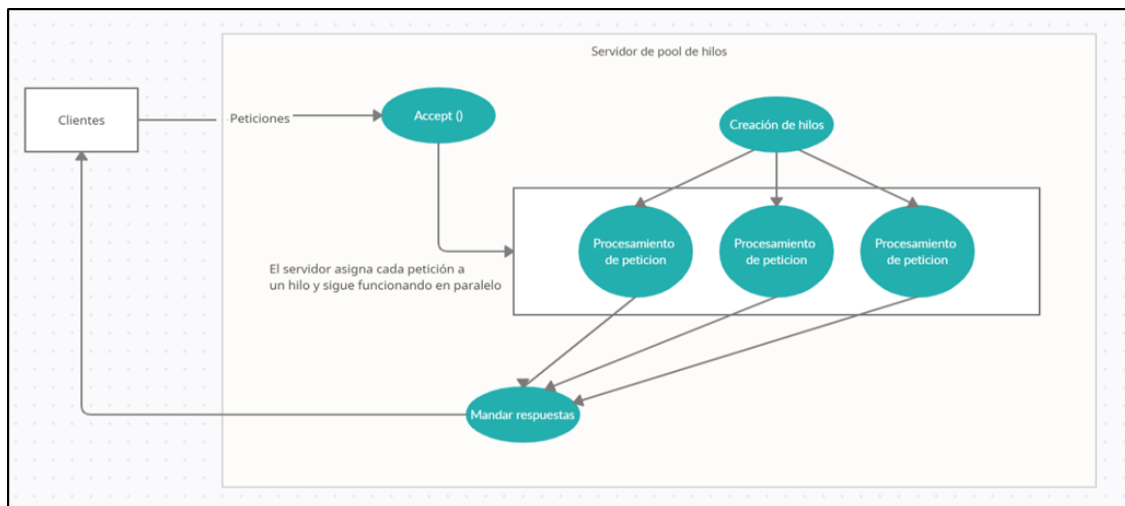 Servidor de pool de hilos
Clientes
Peticiones
Accept ()
Creación de hilos
Procesamiento
de peticion
Procesamiento
de peticion
Procesamiento
de peticion
El servidor asigna cada petición a
un hilo y sigue funcionando en paralelo
Mandar respuestas